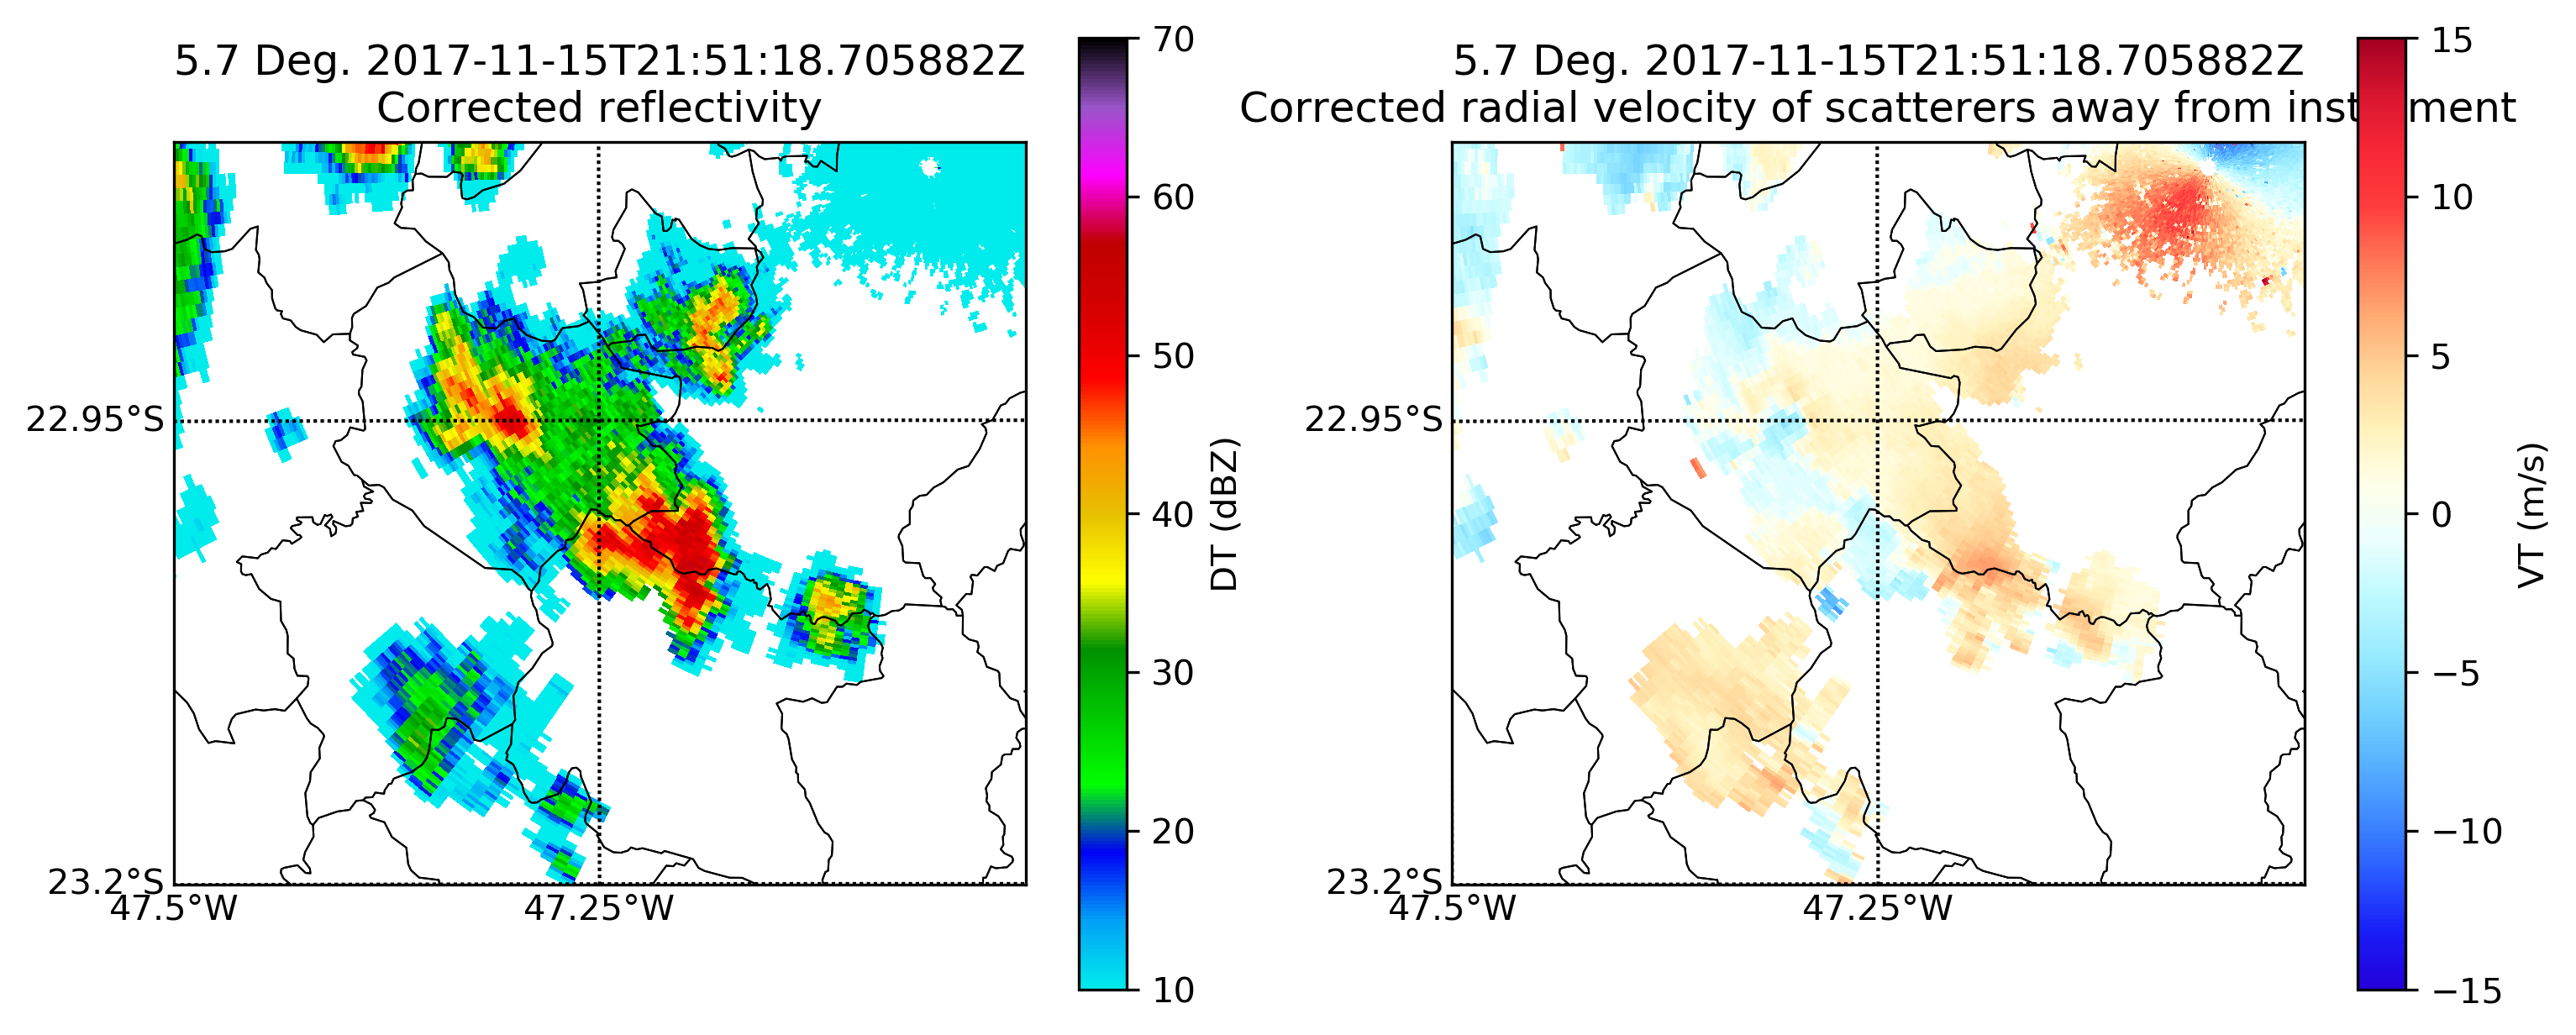 5.7 Deg. 2017-11-15T21:51:18.705882Z
Corrected reflectivity
22.95°S
23.2°S
47.5°W
47.25°W
70
60
50
40
30
20
10
DT (dBZ)
5.7 Deg. 2017-11-15T21:51:18.705882Z
Corrected radial velocity of scatterers away from inst ment
22.95°S
23.2°S
47.5°W
47.25°W
15
10
5
0
−5
−10
−15
VT (m/s)